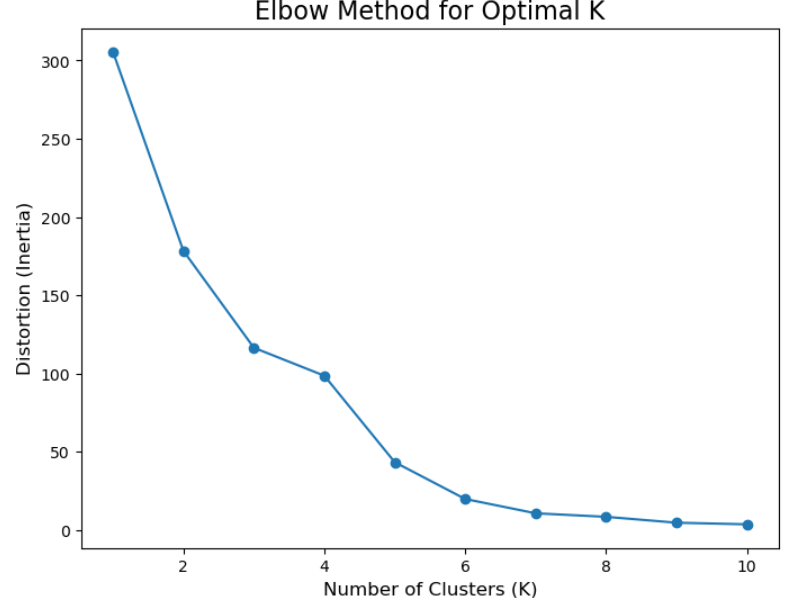 Elbow Method for Optimal K
300
250
200
150
100
50
0
Distortion (Inertia)
2 4 6 8 10
Number of Clusters (K)